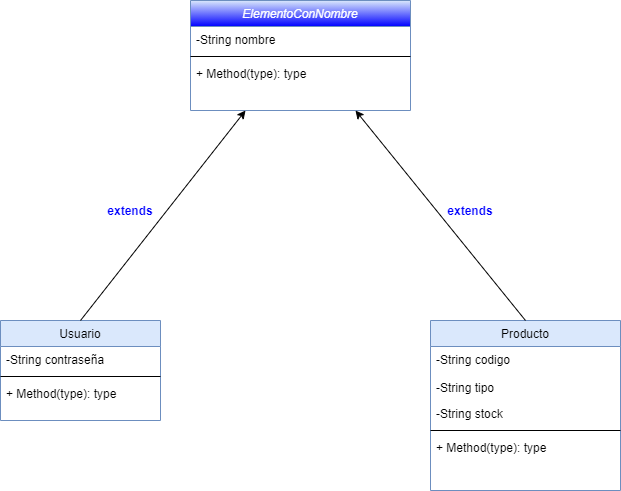 ElementoConNombre
-String nombre
+ Method(type): type
extends
extends
Usuario
-String contraseña
+ Method(type): type
Producto
-String codigo
-String tipo
-String stock
+ Method(type): type